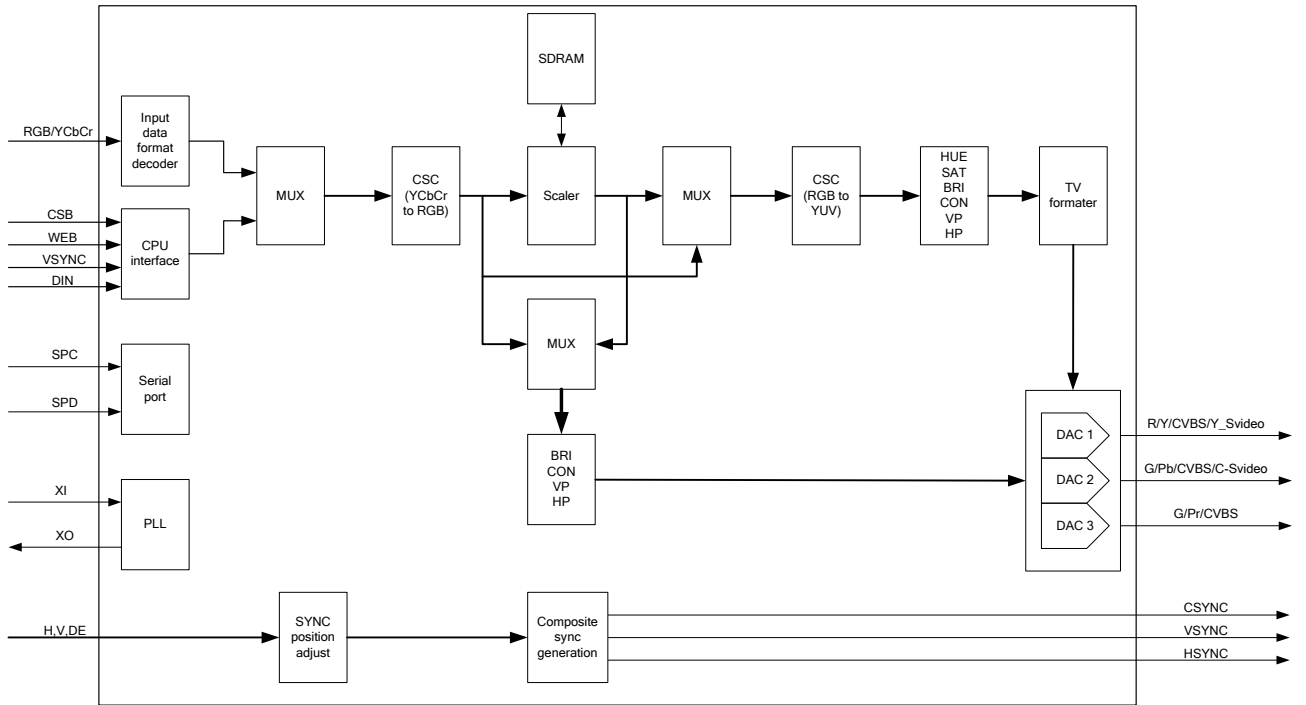 SDRAM
RGB/YCbCr
Input
data
format
decoder
MUX
CSC
(YCbCr
to RGB)
Scaler
MUX
CSC
(RGB to
YUV)
HUE
SAT
BRI
CON
VP
HP
TV
formater
CSB
WEB
VSYNC
DIN
CPU
interface
MUX
SPC
SPD
Serial
port
BRI
CON
VP
HP
DAC 1
DAC 2
DAC 3
R/Y/CVBS/Y_Svideo
G/Pb/CVBS/C-Svideo
G/Pr/CVBS
XI
XO
PLL
H,V,DE
SYNC
position
adjust
Composite
sync
generation
CSYNC
VSYNC
HSYNC